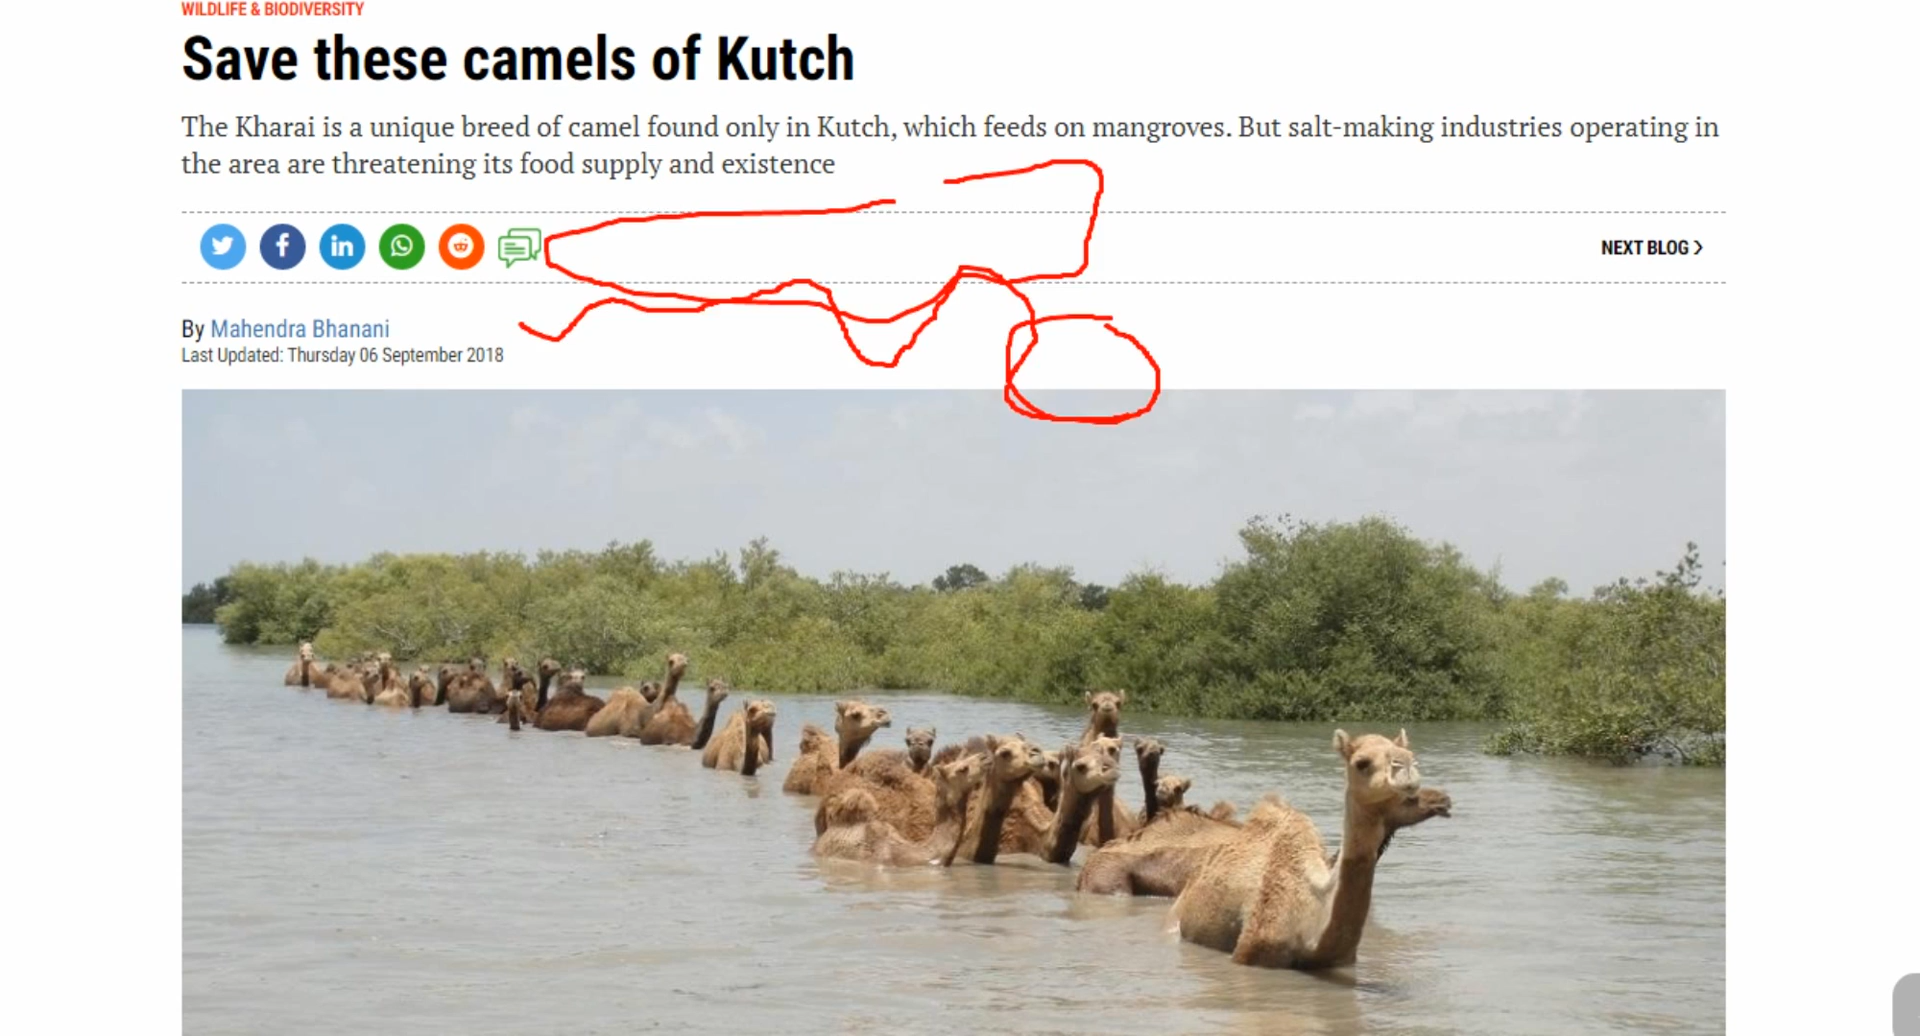 WILDLIFE & BIODIVERSITY
Save these camels of Kutch
The Kharai is a unique breed of camel found only in Kutch, which feeds on mangroves. But salt-making industries operating in
the area are threatening its food supply and existence
NEXT BLOG >
By Mahendra Bhanani
Last Updated: Thursday 06 September 2018